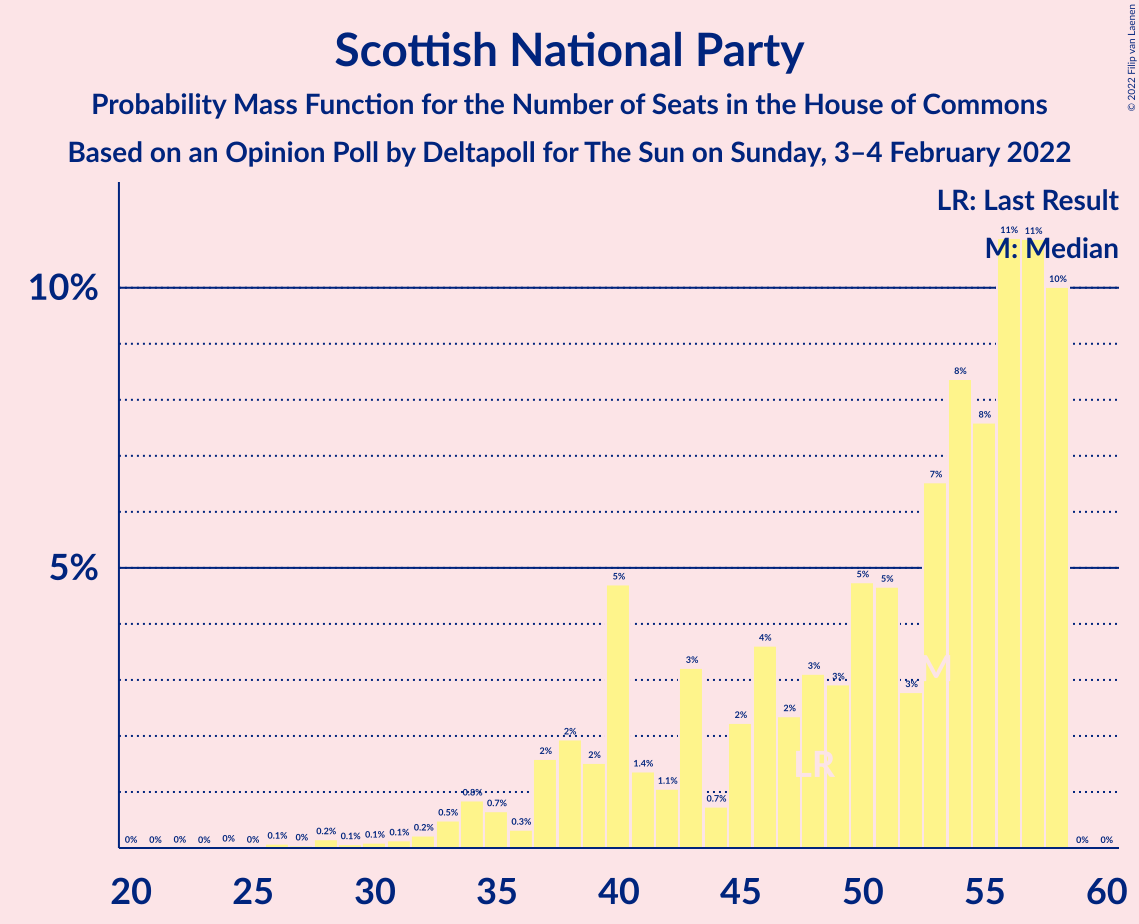 Scottish National Party
Probability Mass Function for the Number of Seats in the House of Commons
Based on an Opinion Poll by Deltapoll for The Sun on Sunday, 3–4 February 2022
© 2022 Filip van Laenen
LR: Last Result
M: Median
10%
5%
0% 0% 0% 0% 0% 0% 0.1% 0% 0.2% 0.1% 0.1% 0.1% 0.2% 0.5% 0.8% 0.7% 0.3% 2% 2% 2% 5% 1.4% 1.1% 3% 0.7% 2% 4% 2% 3% 3% 5% 5% 3% 7% 8% 8% 11% 11% 10% 0% 0%
M
LR
20 25 30 35 40 45 50 55 60